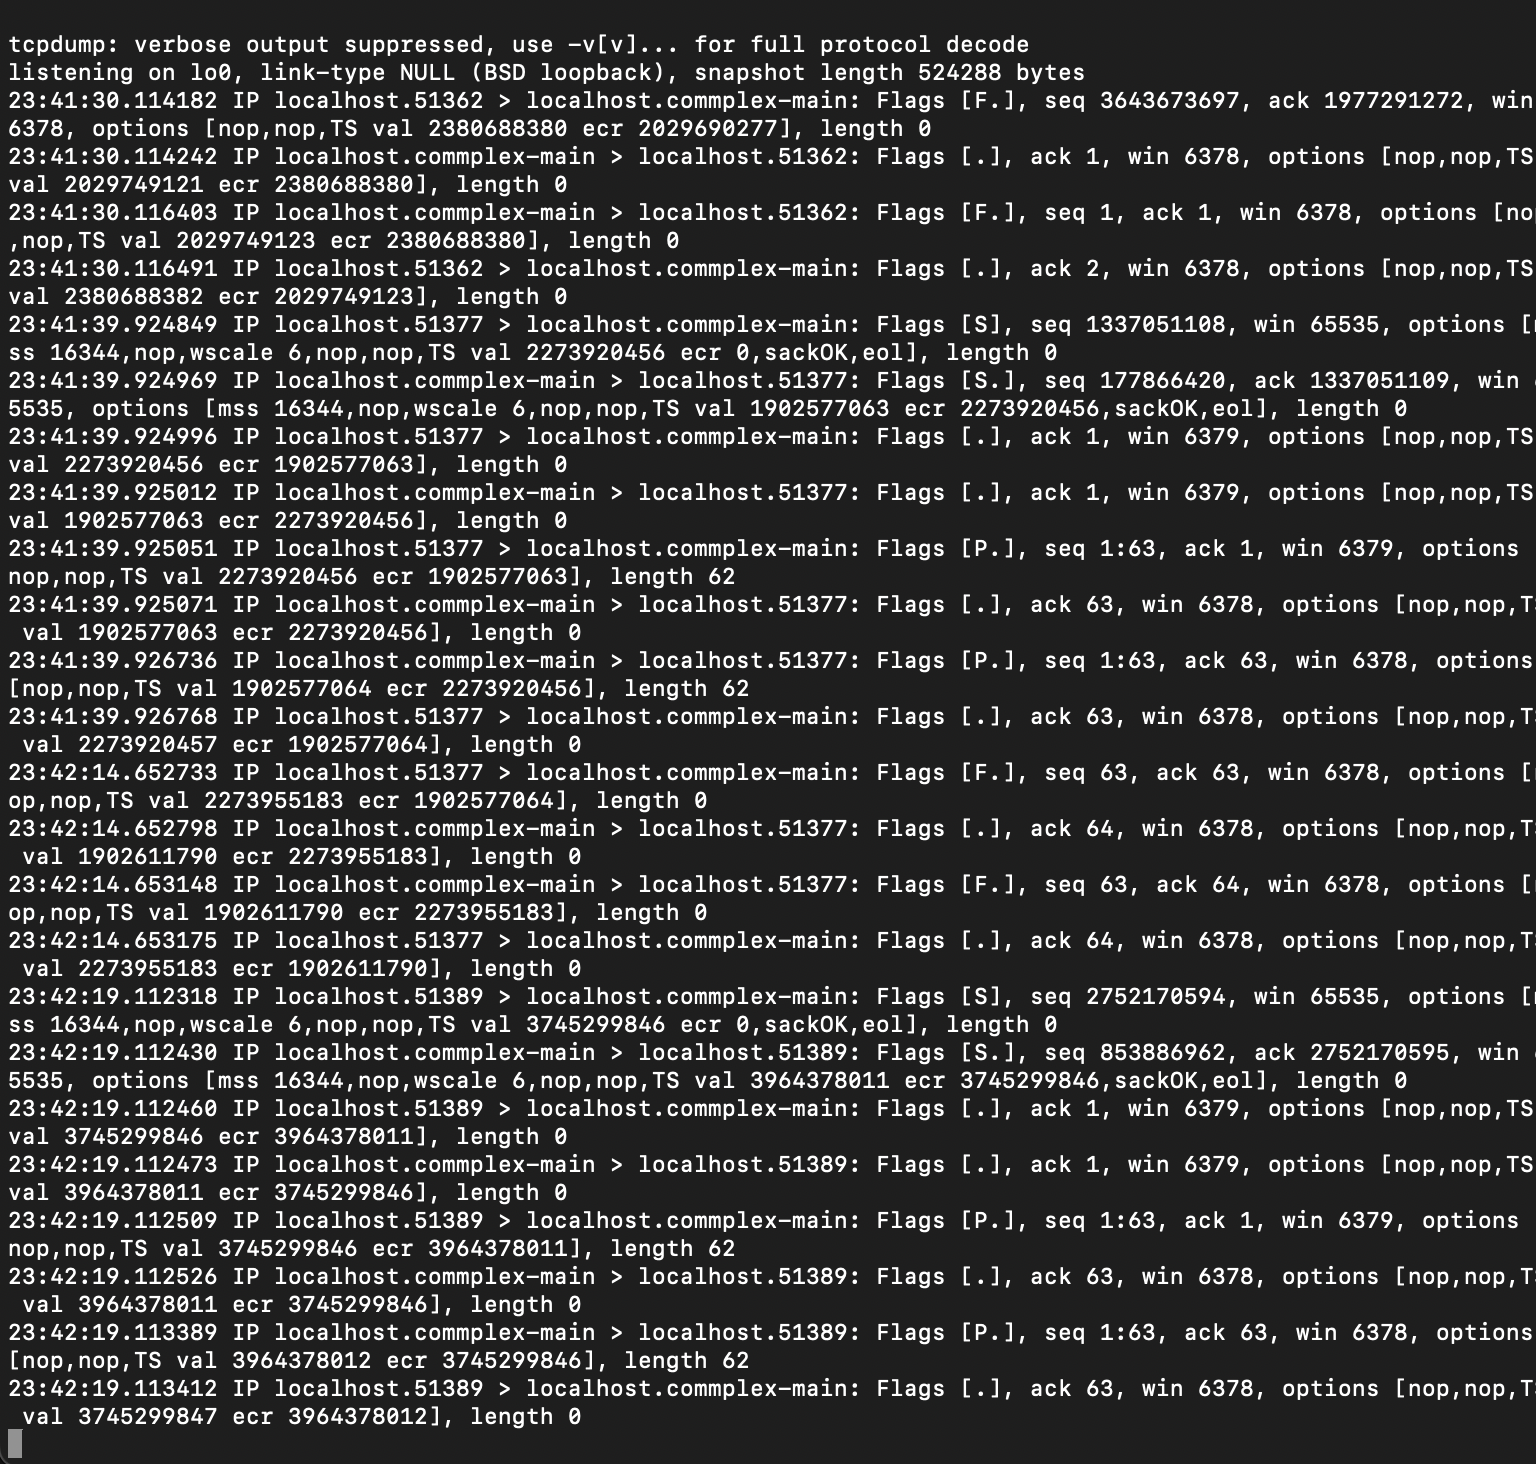 tcpdump: verbose output suppressed, use -v[v]... for full protocol decode
listening on lo0, link-type NULL (BSD loopback), snapshot length 524288 bytes
23:41:30.114182 IP localhost.51362 > localhost.commplex-main: Flags [F.], seq 3643673697, ack 1977291272, win
6378, options [nop,nop,TS val 2380688380 ecr 2029690277], length 0
23:41:30.114242 IP localhost.commplex-main > localhost.51362: Flags [.], ack 1, win 6378, options [nop,nop,TS
val 2029749121 ecr 2380688380], length 0
23:41:30.116403 IP localhost.commplex-main > localhost.51362: Flags [F.], seq 1, ack 1, win 6378, options [no
,nop,TS val 2029749123 ecr 2380688380], length 0
23:41:30.116491 IP localhost.51362 > localhost.commplex-main: Flags [.], ack 2, win 6378, options [nop,nop,TS
val 2380688382 ecr 2029749123], length 0
23:41:39.924849 IP localhost.51377 > localhost.commplex-main: Flags [S], seq 1337051108, win 65535, options [
ss 16344,nop,wscale 6,nop,nop,TS val 2273920456 ecr 0,sackOK,eol], length 0
23:41:39.924969 IP localhost.commplex-main > localhost.51377: Flags [S.], seq 177866420, ack 1337051109, win
5535, options [mss 16344,nop,wscale 6,nop,nop,TS val 1902577063 ecr 2273920456,sackOK,eol], length 0
23:41:39.924996 IP localhost.51377 > localhost.commplex-main: Flags [.], ack 1, win 6379, options [nop,nop,TS
val 2273920456 ecr 1902577063], length 0
23:41:39.925012 IP localhost.commplex-main > localhost.51377: Flags [.], ack 1, win 6379, options [nop,nop,TS
val 1902577063 ecr 2273920456], length 0
23:41:39.925051 IP localhost.51377 > localhost.commplex-main: Flags [P.], seq 1:63, ack 1, win 6379, options
nop,nop,TS val 2273920456 ecr 1902577063], length 62
23:41:39.925071 IP localhost.commplex-main > localhost.51377: Flags [.], ack 63, win 6378, options [nop,nop,T
val 1902577063 ecr 2273920456], length 0
23:41:39.926736 IP localhost.commplex-main > localhost.51377: Flags [P.], seq 1:63, ack 63, win 6378, options
[nop,nop,TS val 1902577064 ecr 2273920456], length 62
23:41:39.926768 IP localhost.51377 > localhost.commplex-main: Flags [.], ack 63, win 6378, options [nop,nop,T
val 2273920457 ecr 1902577064], length 0
23:42:14.652733 IP localhost.51377 > localhost.commplex-main: Flags [F.], seq 63, ack 63, win 6378, options [
op,nop,TS val 2273955183 ecr 1902577064], length 0
23:42:14.652798 IP localhost.commplex-main > localhost.51377: Flags [.], ack 64, win 6378, options [nop,nop,T
val 1902611790 ecr 2273955183], length 0
23:42:14.653148 IP localhost.commplex-main > localhost.51377: Flags [F.], seq 63, ack 64, win 6378, options [
op,nop,TS val 1902611790 ecr 2273955183], length 0
23:42:14.653175 IP localhost.51377 > localhost.commplex-main: Flags [.], ack 64, win 6378, options [nop,nop,T
val 2273955183 ecr 1902611790], length 0
23:42:19.112318 IP localhost.51389 > localhost.commplex-main: Flags [S], seq 2752170594, win 65535, options [
ss 16344,nop,wscale 6,nop,nop,TS val 3745299846 ecr 0,sackOK,eol], length 0
23:42:19.112430 IP localhost.commplex-main > localhost.51389: Flags [S.], seq 853886962, ack 2752170595, win
5535, options [mss 16344,nop,wscale 6,nop,nop,TS val 3964378011 ecr 3745299846,sackOK,eol], length 0
23:42:19.112460 IP localhost.51389 > localhost.commplex-main: Flags [.], ack 1, win 6379, options [nop,nop,TS
val 3745299846 ecr 3964378011], length 0
23:42:19.112473 IP localhost.commplex-main > localhost.51389: Flags [.], ack 1, win 6379, options [nop,nop,TS
val 3964378011 ecr 3745299846], length 0
23:42:19.112509 IP localhost.51389 > localhost.commplex-main: Flags [P.], seq 1:63, ack 1, win 6379, options
nop,nop,TS val 3745299846 ecr 3964378011], length 62
23:42:19.112526 IP localhost.commplex-main > localhost.51389: Flags [.], ack 63, win 6378, options [nop,nop,T
val 3964378011 ecr 3745299846], length 0
23:42:19.113389 IP localhost.commplex-main > localhost.51389: Flags [P.], seq 1:63, ack 63, win 6378, options
[nop,nop,TS val 3964378012 ecr 3745299846], length 62
23:42:19.113412 IP localhost.51389 > localhost.commplex-main: Flags [.], ack 63, win 6378, options [nop,nop,T
val 3745299847 ecr 3964378012], length 0